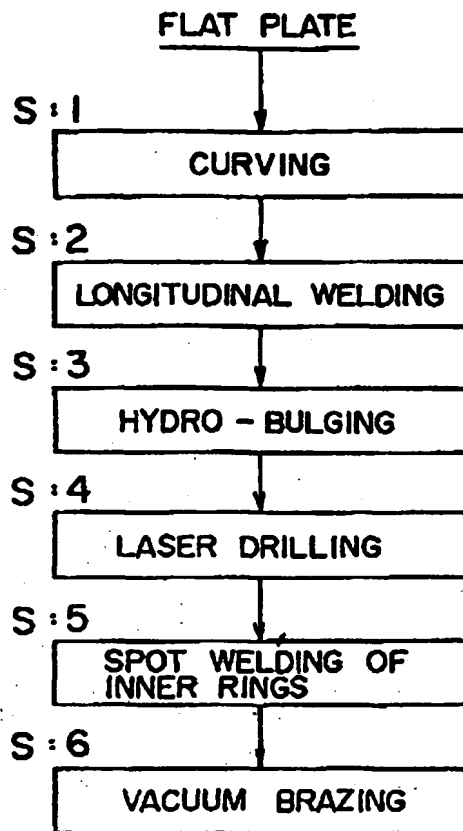 FLAT PLATE
S:1
CURVING
S:2
LONGITUDINAL WELDING
S:3
HYDRO - BULGING
S:4
LASER DRILLING
S:5
SPOT WELDING OF
INNER RINGS
S:6
VACUUM BRAZING